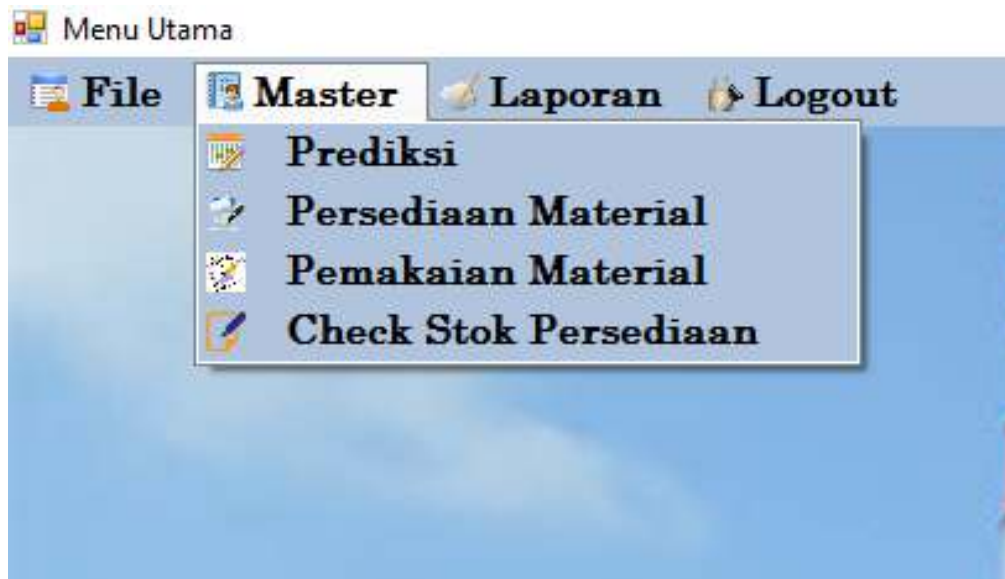 Menu Utama
File Master Laporan Logout
Prediksi
Persediaan Material
Pemakaian Material
Check Stok Persediaan